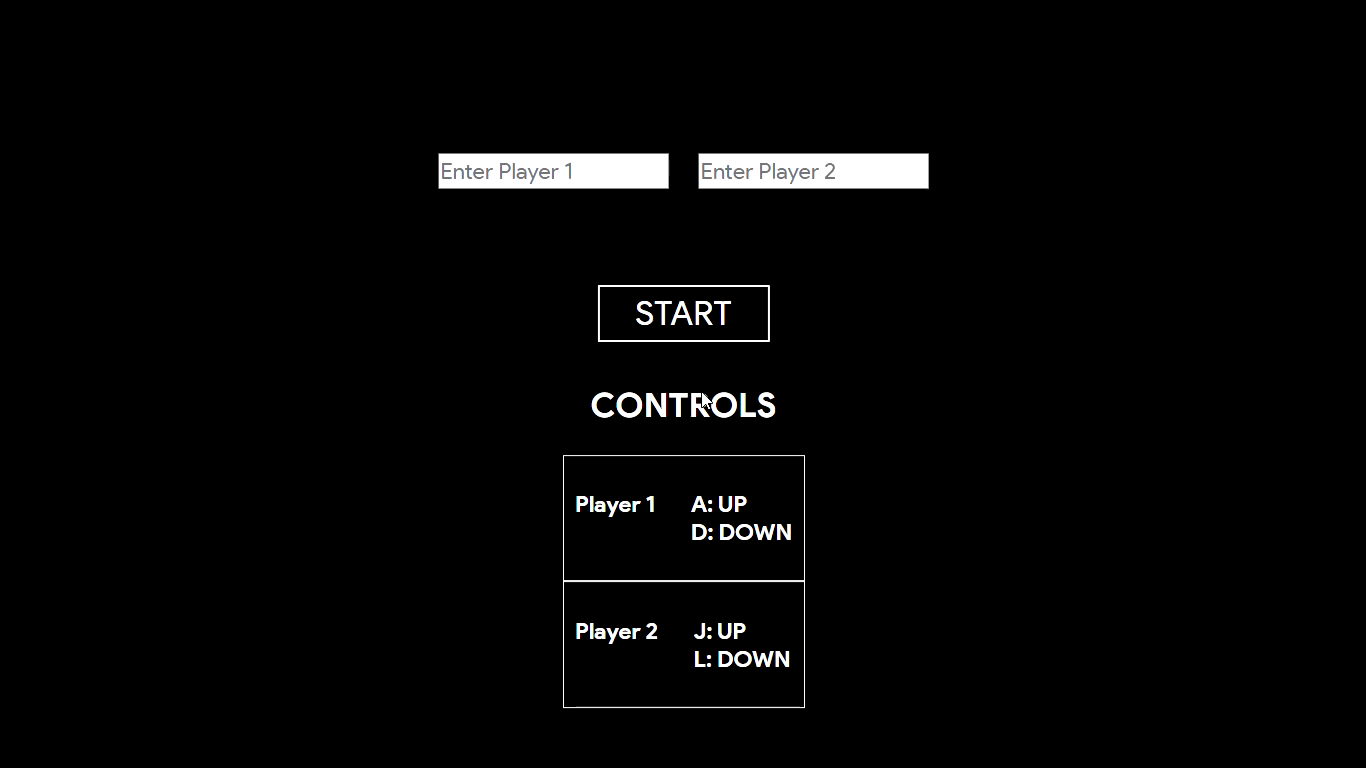 Enter Player 1
Enter Player 2
START
CONTROLS
Player 1
A: UP
D: DOWN
Player 2
J: UP
L: DOWN